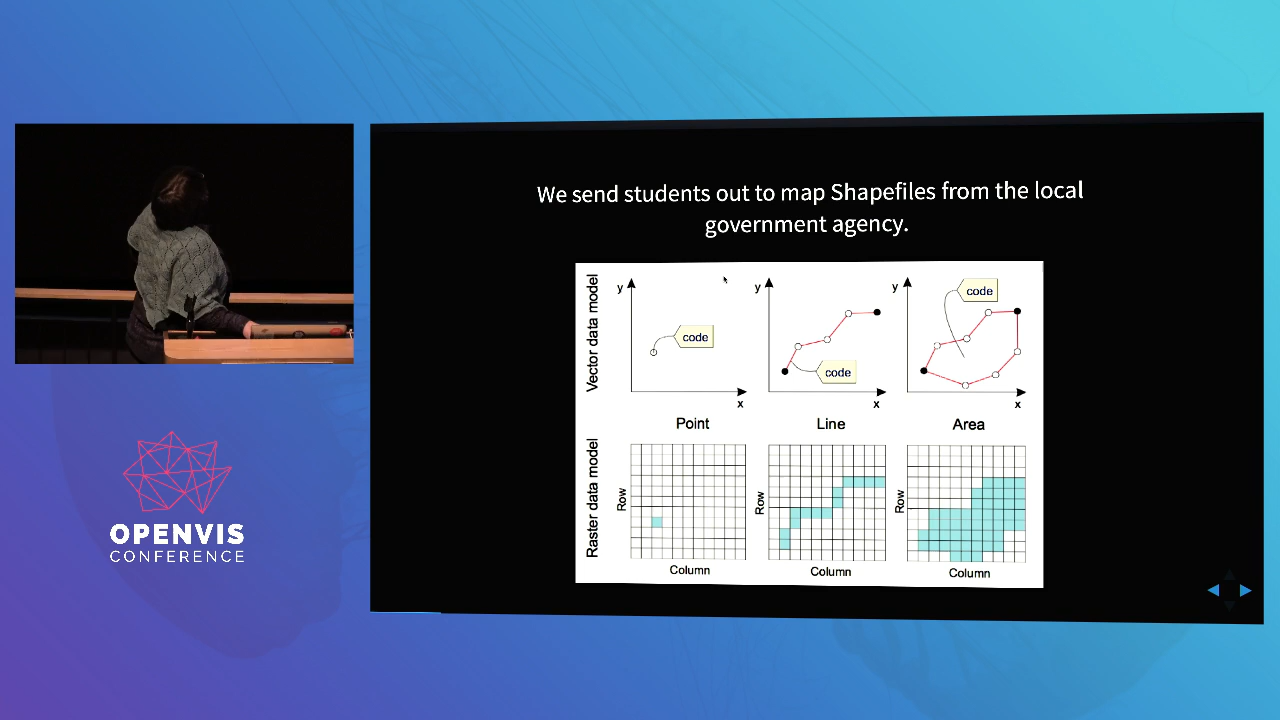 We send students out to map Shapefiles from the local
government agency.
Vector data model
y
code
x
Point
y
code
x
Line
y
code
x
Area
Raster data model
Row
Column
Row
Column
Row
Column
OPENVIS
CONFERENCE